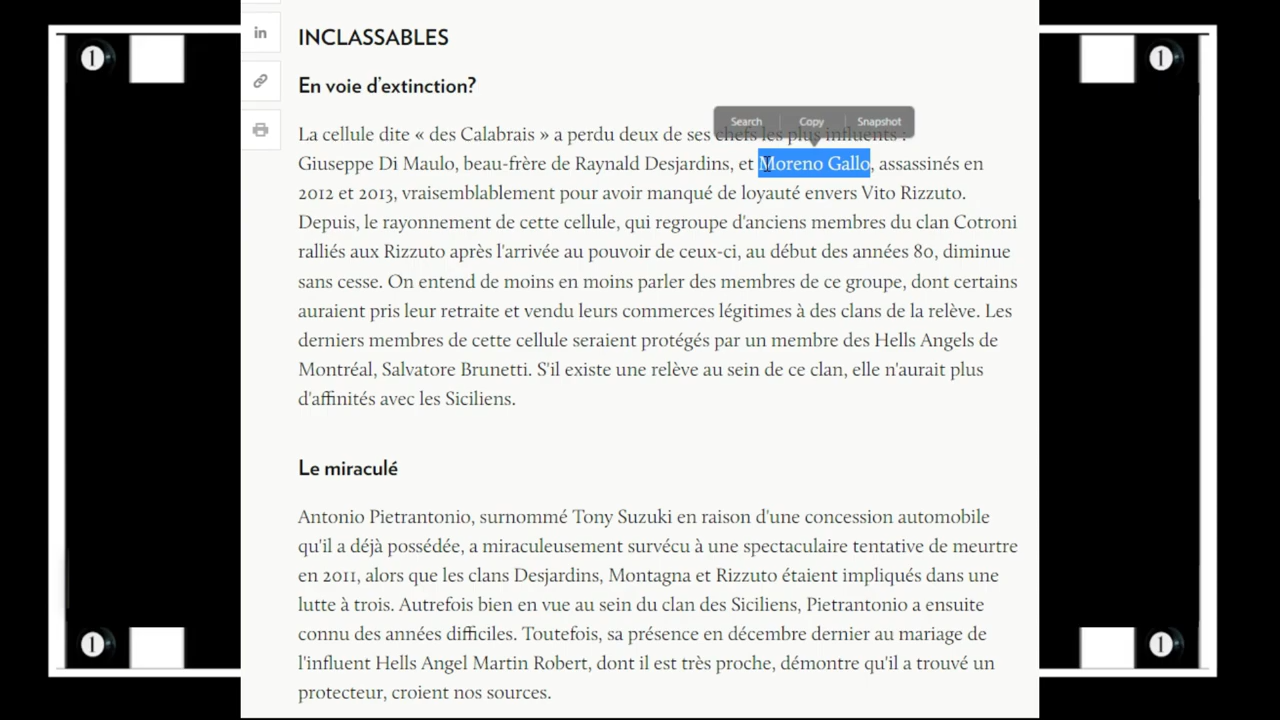 1
1
in
INCLASSABLES
En voie d'extinction?
Search Copy Snapshot
La cellule dite « des Calabrais » a perdu deux de ses chefs les plus influents :
Giuseppe Di Maulo, beau-frère de Raynald Desjardins, et Moreno Gallo, assassinés en
2012 et 2013, vraisemblablement pour avoir manqué de loyauté envers Vito Rizzuto.
Depuis, le rayonnement de cette cellule, qui regroupe d'anciens membres du clan Cotroni
ralliés aux Rizzuto après l'arrivée au pouvoir de ceux-ci, au début des années 80, diminue
sans cesse. On entend de moins en moins parler des membres de ce groupe, dont certains
auraient pris leur retraite et vendu leurs commerces légitimes à des clans de la relève. Les
derniers membres de cette cellule seraient protégés par un membre des Hells Angels de
Montréal, Salvatore Brunetti. S'il existe une relève au sein de ce clan, elle n'aurait plus
d'affinités avec les Siciliens.
Le miraculé
Antonio Pietrantonio, surnommé Tony Suzuki en raison d'une concession automobile
qu'il a déjà possédée, a miraculeusement survécu à une spectaculaire tentative de meurtre
en 2011, alors que les clans Desjardins, Montagna et Rizzuto étaient impliqués dans une
lutte à trois. Autrefois bien en vue au sein du clan des Siciliens, Pietrantonio a ensuite
connu des années difficiles. Toutefois, sa présence en décembre dernier au mariage de
l'influent Hells Angel Martin Robert, dont il est très proche, démontre qu'il a trouvé un
protecteur, croient nos sources.
1
1